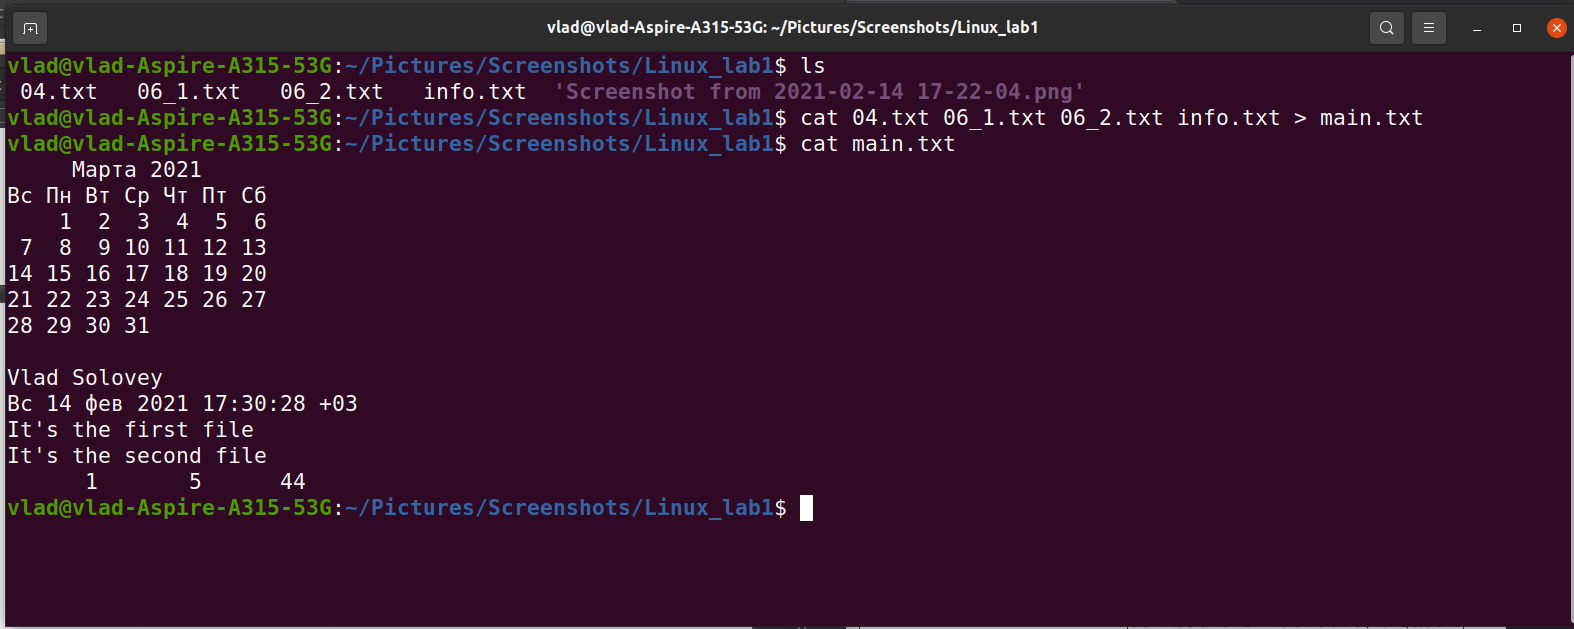 vlad@vlad-Aspire-A315-53G: ~/Pictures/Screenshots/Linux_lab1
vlad@vlad-Aspire-A315-53G:~/Pictures/Screenshots/Linux_lab1$ ls
 04.txt   06_1.txt   06_2.txt   info.txt  'Screenshot from 2021-02-14 17-22-04.png'
vlad@vlad-Aspire-A315-53G:~/Pictures/Screenshots/Linux_lab1$ cat 04.txt 06_1.txt 06_2.txt info.txt > main.txt
vlad@vlad-Aspire-A315-53G:~/Pictures/Screenshots/Linux_lab1$ cat main.txt
     Марта 2021
Вс Пн Вт Ср Чт Пт Сб
    1  2  3  4  5  6
 7  8  9 10 11 12 13
14 15 16 17 18 19 20
21 22 23 24 25 26 27
28 29 30 31
Vlad Solovey
Вс 14 фев 2021 17:30:28 +03
It's the first file
It's the second file
      1       5      44
vlad@vlad-Aspire-A315-53G:~/Pictures/Screenshots/Linux_lab1$